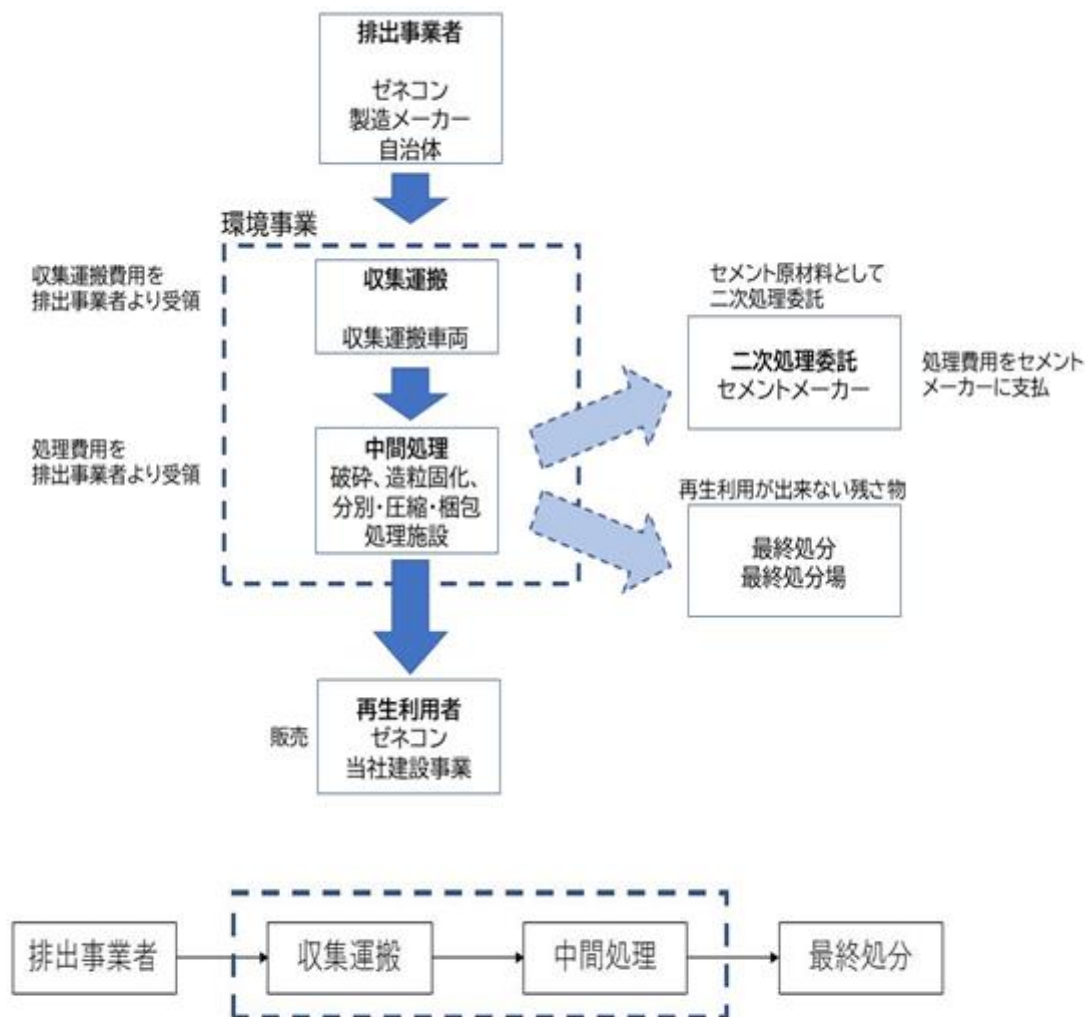 排出事業者
ゼネコン
製造メーカー
自治体
環境事業
収集運搬費用を
排出事業者より受領
収集運搬
収集運搬車両
セメント原材料として
二次処理委託
二次処理委託
セメントメーカー
処理費用をセメント
メーカーに支払
処理費用を
排出事業者より受領
中間処理
破砕、造粒固化、
分別・圧縮・梱包
処理施設
再生利用が出来ない残さ物
最終処分
最終処分場
販売
再生利用者
ゼネコン
当社建設事業
排出事業者
収集運搬
中間処理
最終処分